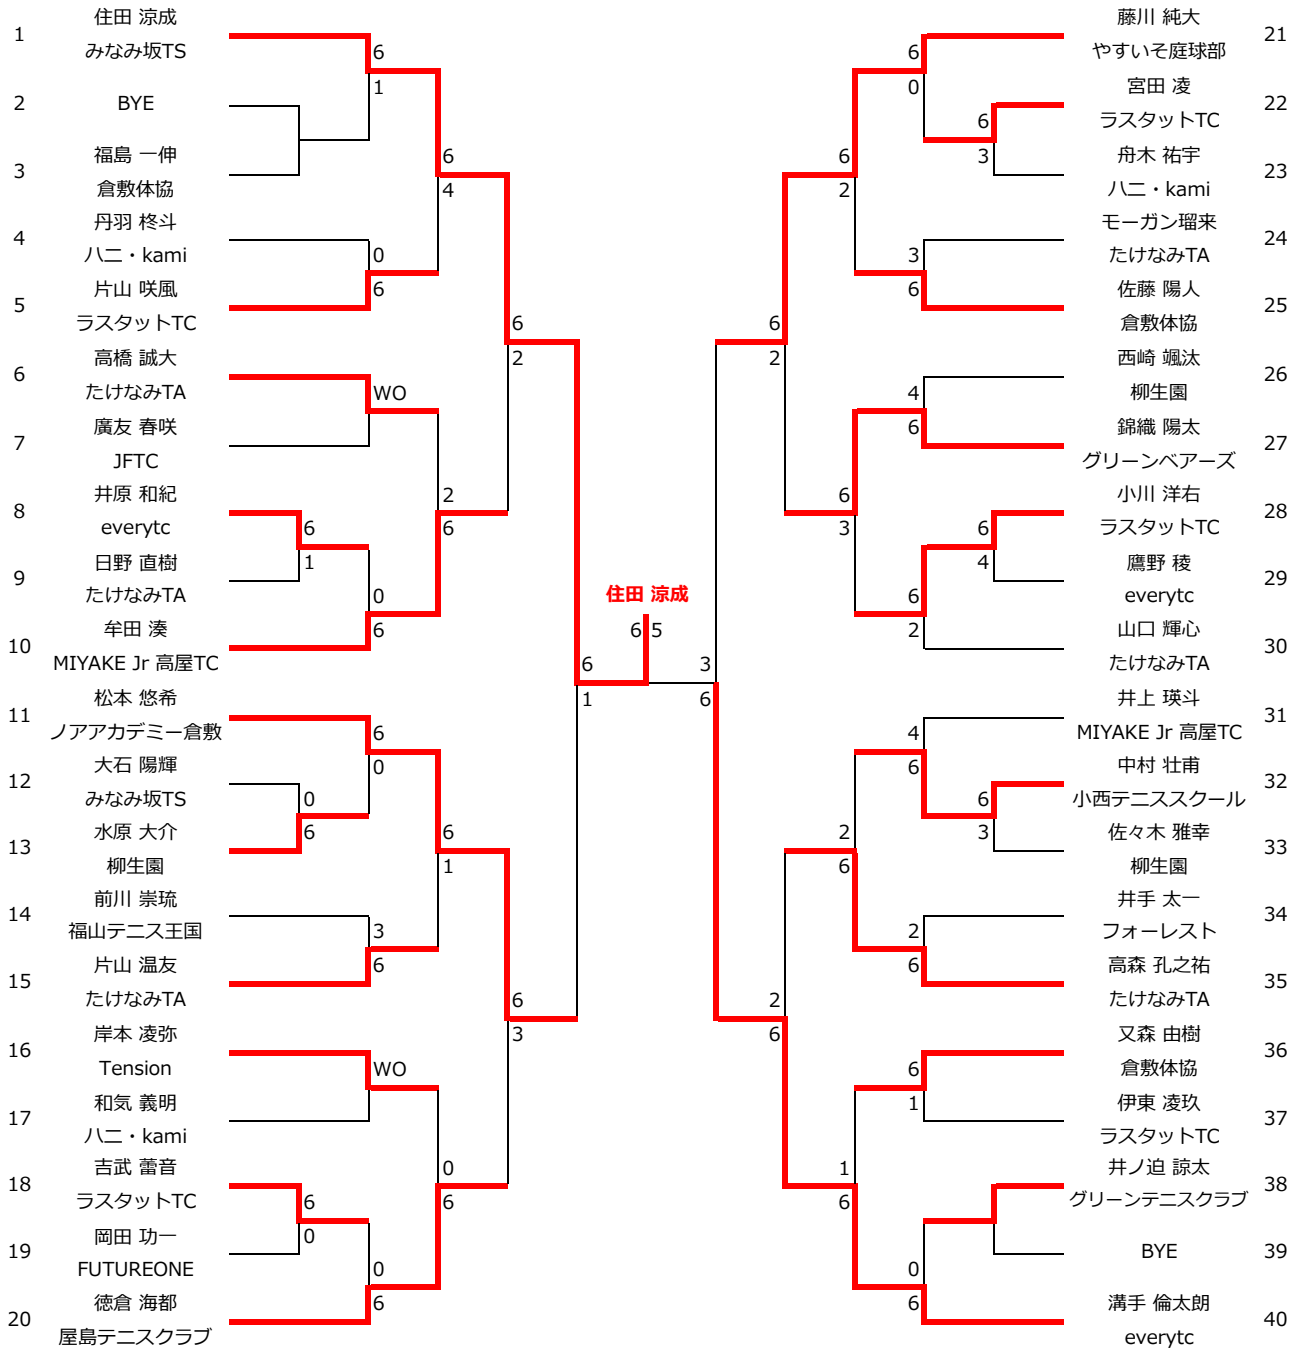 1
住田 涼成
みなみ坂TS
2
BYE
3
福島 一伸
倉敷体協
4
丹羽 柊斗
ハニ・kami
5
片山 咲風
ラスタットTC
6
高橋 誠大
たけなみTA
7
廣友 春咲
JFTC
8
井原 和紀
everytc
9
日野 直樹
たけなみTA
10
牟田 湊
MIYAKE Jr 高屋TC
11
松本 悠希
ノアアカデミー倉敷
12
大石 陽輝
みなみ坂TS
13
水原 大介
柳生園
14
前川 崇琉
福山テニス王国
15
片山 温友
たけなみTA
16
岸本 凌弥
Tension
17
和気 義明
ハニ・kami
18
吉武 蕾音
ラスタットTC
19
岡田 功一
FUTUREONE
20
徳倉 海都
屋島テニスクラブ
6
1
0
6
WO
6
1
0
6
6
0
0
6
3
6
WO
6
0
0
6
6
4
2
6
6
1
0
6
6
2
6
3
6
1
住田 涼成
6 5
3
6
6
2
2
6
6
2
6
3
2
6
1
6
6
0
6
3
3
6
4
6
6
4
6
2
4
6
6
3
2
6
6
1
0
6
藤川 純大
21
やすいそ庭球部
宮田 凌
22
ラスタットTC
舟木 祐宇
23
ハニ・kami
モーガン瑠来
24
たけなみTA
佐藤 陽人
25
倉敷体協
西崎 颯汰
26
柳生園
錦織 陽太
27
グリーンベアーズ
小川 洋右
28
ラスタットTC
鷹野 稜
29
everytc
山口 輝心
30
たけなみTA
井上 瑛斗
31
MIYAKE Jr 高屋TC
中村 壮甫
32
小西テニススクール
佐々木 雅幸
33
柳生園
井手 太一
34
フォーレスト
高森 孔之祐
35
たけなみTA
又森 由樹
36
倉敷体協
伊東 凌玖
37
ラスタットTC
井ノ迫 諒太
38
グリーンテニスクラブ
BYE
39
溝手 倫太朗
40
everytc